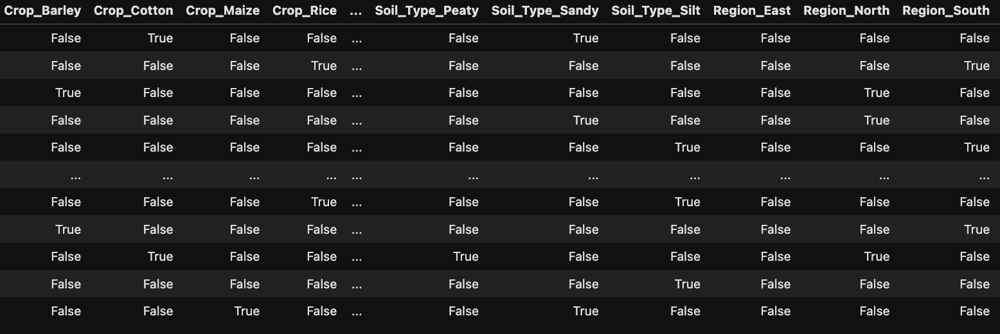 Crop_Barley Crop_Cotton Crop_Maize Crop_Rice ... Soil_Type_Peaty Soil_Type_Sandy Soil_Type_Silt Region_East Region_North Region_South
False True False False ... False True False False False False
False False False True ... False False False False False True
True False False False ... False False False False True False
False False False False ... False True False False True False
False False False False ... False False True False False True
... ... ... ... ... ... ... ... ... ... ...
False False False True ... False False True False False False
True False False False ... False False False False False True
False True False False ... True False False False True False
False False False False ... False False True False False False
False False True False ... False True False False False False